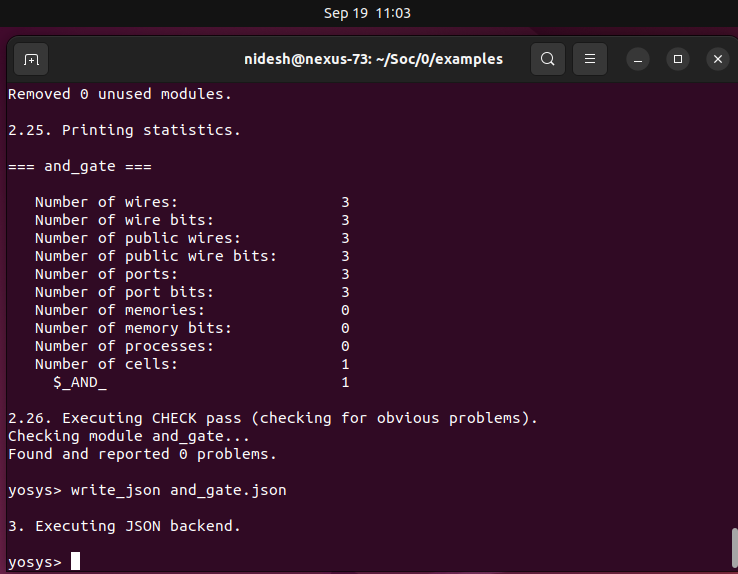 Sep 19 11:03
nidesh@nexus-73: ~/Soc/0/examples
Removed 0 unused modules.
2.25. Printing statistics.
=== and_gate ===
Number of wires: 3
Number of wire bits: 3
Number of public wires: 3
Number of public wire bits: 3
Number of ports: 3
Number of port bits: 3
Number of memories: 0
Number of memory bits: 0
Number of processes: 0
Number of cells: 1
$_AND_ 1
2.26. Executing CHECK pass (checking for obvious problems).
Checking module and_gate...
Found and reported 0 problems.
yosys> write_json and_gate.json
3. Executing JSON backend.
yosys>